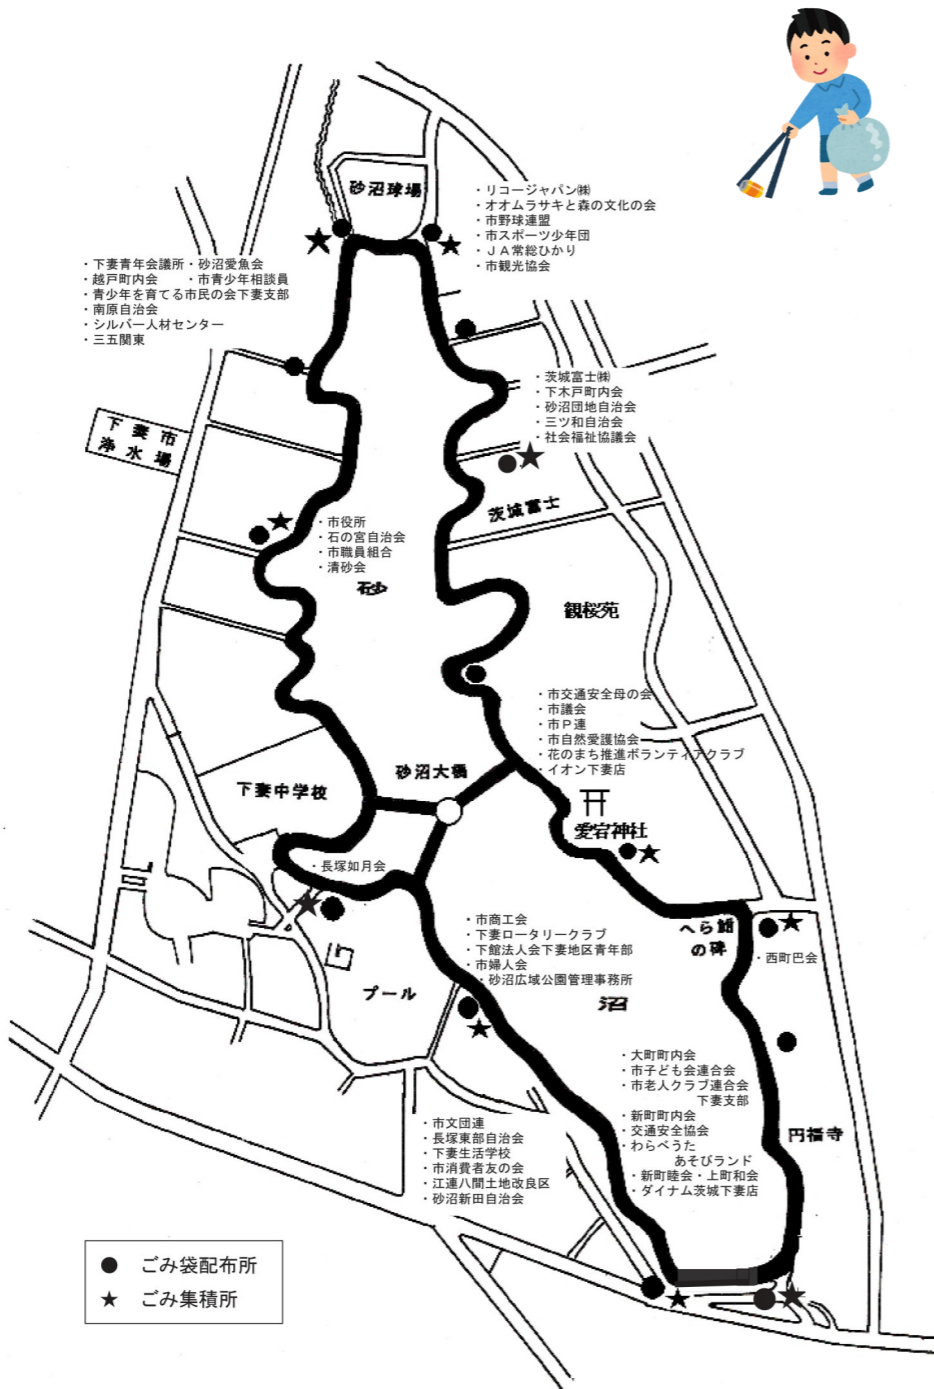 砂沼球場
・リコージャパン㈱
・オオムラサキと森の文化の会
・市野球連盟
・市スポーツ少年団
・ＪＡ常総ひかり
・市観光協会
・下妻青年会議所・砂沼愛魚会
・越戸町内会　・市青少年相談員
・青少年を育てる市民の会下妻支部
・南原自治会
・シルバー人材センター
・三五関東
・茨城富士㈱
・下木戸町内会
・砂沼団地自治会
・三ツ和自治会
・社会福祉協議会
下妻市
浄水場
茨城富士
・市役所
・石の宮自治会
・市職員組合
・清砂会
砂
観桜苑
・市交通安全母の会
・市議会
・市Ｐ連
・市自然愛護協会
・花のまち推進ボランティアクラブ
・イオン下妻店
砂沼大橋
下妻中学校
愛宕神社
・長塚如月会
・市商工会
・下妻ロータリークラブ
・下館法人会下妻地区青年部
・市婦人会
・砂沼広域公園管理事務所
へら鮒
の碑
・西町巴会
プール
沼
・大町町内会
・市子ども会連合会
・市老人クラブ連合会
下妻支部
・新町町内会
・交通安全協会
・わらべうた
あそびランド
・新町睦会・上町和会
・ダイナム茨城下妻店
円福寺
・市文団連
・長塚東部自治会
・下妻生活学校
・市消費者友の会
・江連八間土地改良区
・砂沼新田自治会
● ごみ袋配布所
★ ごみ集積所